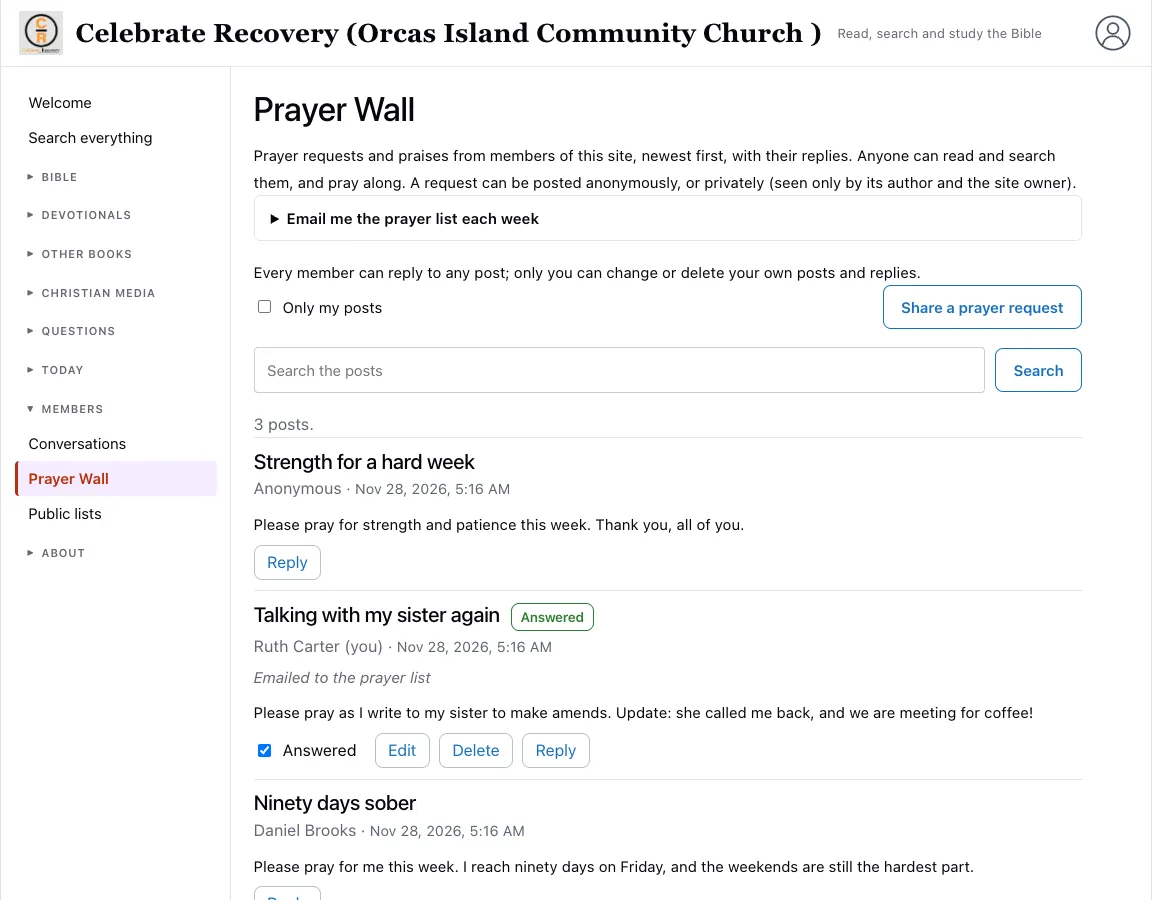 Celebrate Recovery (Orcas Island Community Church )
Read, search and study the Bible
Welcome
Search everything
BIBLE
DEVOTIONALS
OTHER BOOKS
CHRISTIAN MEDIA
QUESTIONS
TODAY
MEMBERS
Conversations
Prayer Wall
Public lists
ABOUT
Prayer Wall
Prayer requests and praises from members of this site, newest first, with their replies. Anyone can read and search
them, and pray along. A request can be posted anonymously, or privately (seen only by its author and the site owner).
Email me the prayer list each week
Every member can reply to any post; only you can change or delete your own posts and replies.
Only my posts
Share a prayer request
Search the posts
Search
3 posts.
Strength for a hard week
Anonymous · Nov 28, 2026, 5:16 AM
Please pray for strength and patience this week. Thank you, all of you.
Reply
Talking with my sister again Answered
Ruth Carter (you) · Nov 28, 2026, 5:16 AM
Emailed to the prayer list
Please pray as I write to my sister to make amends. Update: she called me back, and we are meeting for coffee!
Answered Edit Delete Reply
Ninety days sober
Daniel Brooks · Nov 28, 2026, 5:16 AM
Please pray for me this week. I reach ninety days on Friday, and the weekends are still the hardest part.